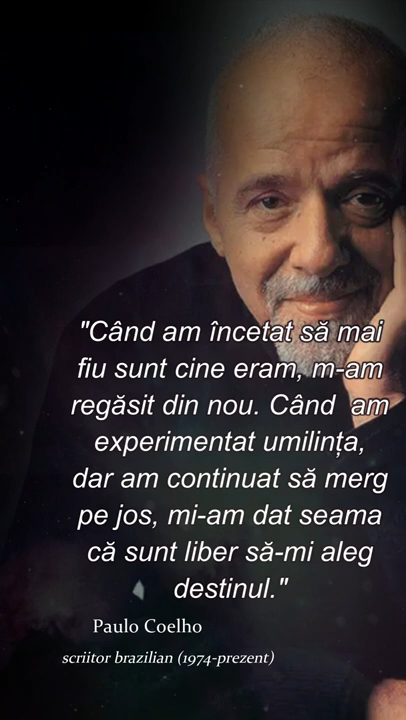 "Când am încetat să mai
fiu sunt cine eram, m-am
regăsit din nou. Când am
experimentat umilința,
dar am continuat să merg
pe jos, mi-am dat seama
că sunt liber să-mi aleg
destinul."
Paulo Coelho
scriitor brazilian (1974-prezent)